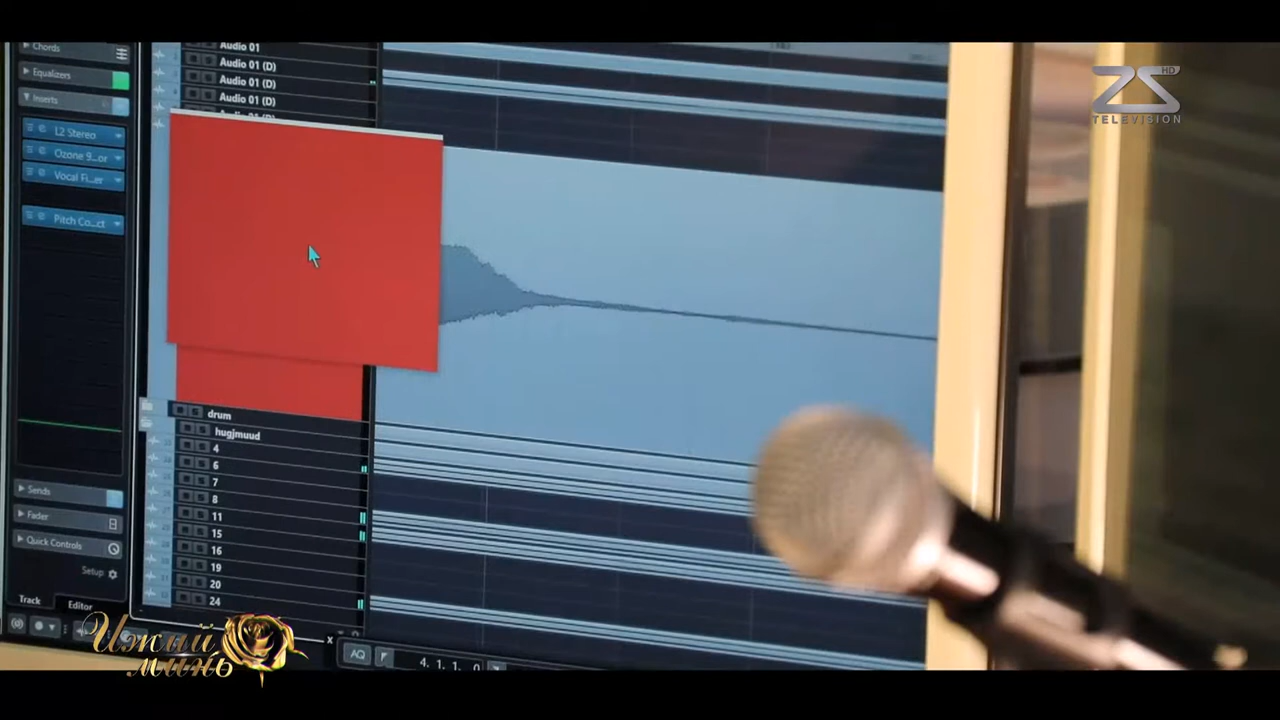 Chords
Equalizers
Inserts
L2 Stereo
Ozone 9...or
Vocal Fi...er
Pitch Co...ct
Sends
Fader
Quick Controls
Setup
Track
Editor
Audio 01
Audio 01 (D)
Audio 01 (D)
Audio 01 (D)
drum
hugjmuud
4
6
7
8
11
15
16
19
20
24
AQ
4. 1. 1. 0
ZS HD
TELEVISION
Ижий
минь